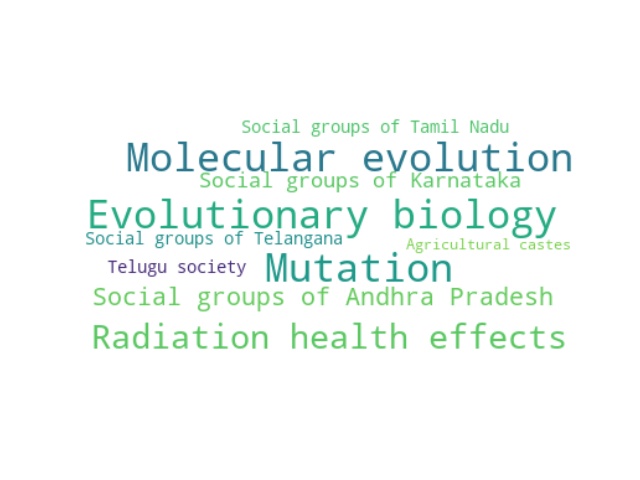 Social groups of Tamil Nadu
Molecular evolution
Social groups of Karnataka
Evolutionary biology
Social groups of Telangana
Agricultural castes
Telugu society
Mutation
Social groups of Andhra Pradesh
Radiation health effects